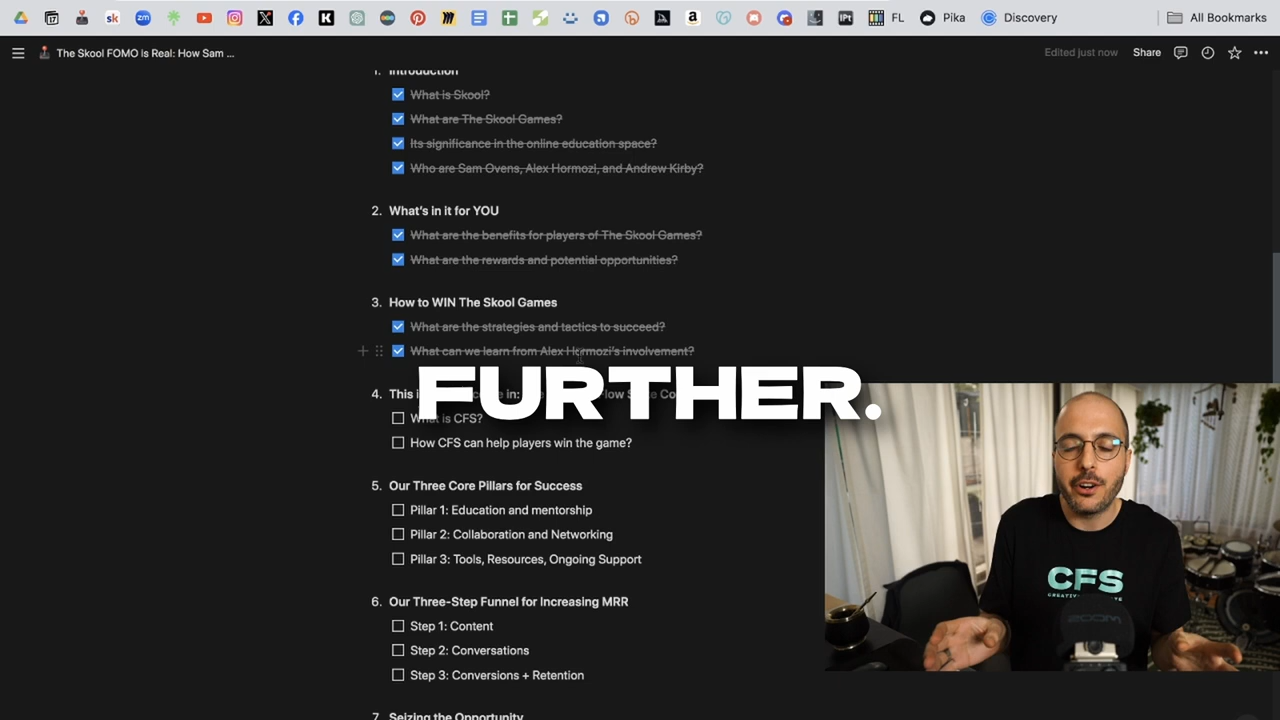 FL
Pika
Discovery
All Bookmarks
The Skool FOMO is Real: How Sam ...
Edited just now
Share
1. Introduction
What is Skool?
What are The Skool Games?
Its significance in the online education space?
Who are Sam Ovens, Alex Hormozi, and Andrew Kirby?
2. What's in it for YOU
What are the benefits for players of The Skool Games?
What are the rewards and potential opportunities?
3. How to WIN The Skool Games
What are the strategies and tactics to succeed?
What can we learn from Alex Hormozi's involvement?
FURTHER.
4. This
in:
What is CFS?
How CFS can help players win the game?
5. Our Three Core Pillars for Success
Pillar 1: Education and mentorship
Pillar 2: Collaboration and Networking
Pillar 3: Tools, Resources, Ongoing Support
6. Our Three-Step Funnel for Increasing MRR
Step 1: Content
Step 2: Conversations
Step 3: Conversions + Retention
7. Seizing the Opportunity
CFS
ZOOM